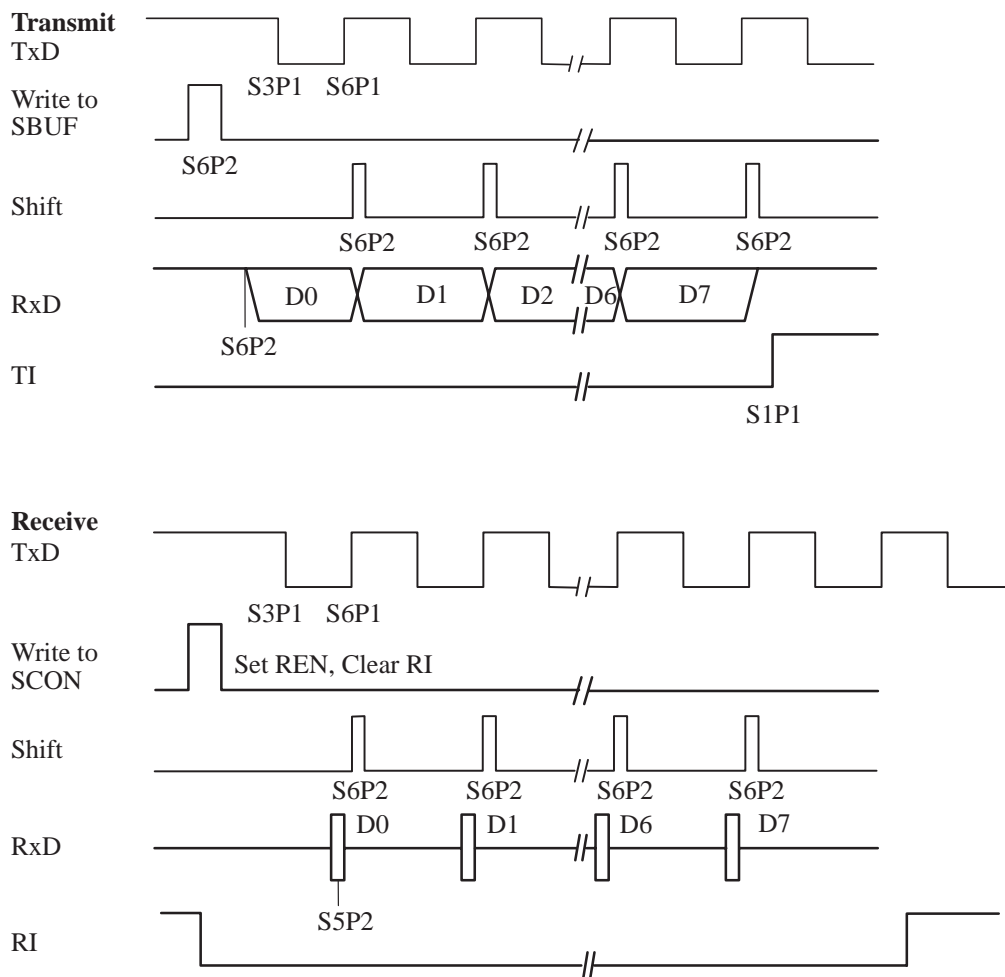 Transmit
TxD
S3P1 S6P1
Write to
SBUF
S6P2
Shift
S6P2 S6P2 S6P2 S6P2
RxD
D0 D1 D2 D6 D7
S6P2
TI
S1P1
Receive
TxD
S3P1 S6P1
Write to
SCON
Set REN, Clear RI
Shift
S6P2 S6P2 S6P2 S6P2
D0 D1 D6 D7
RxD
S5P2
RI